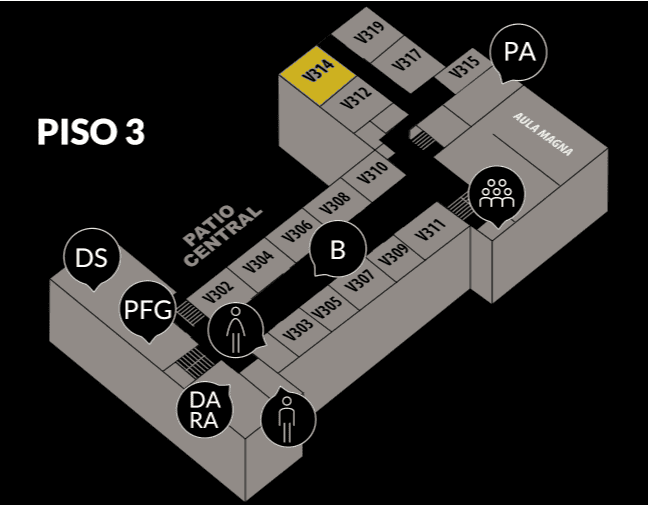 PISO 3
V319
V317
V315
PA
V314
V312
AULA MAGNA
V310
V308
V306
V304
V302
PATIO
CENTRAL
V311
V309
V307
V305
V303
B
DS
PFG
DA
RA